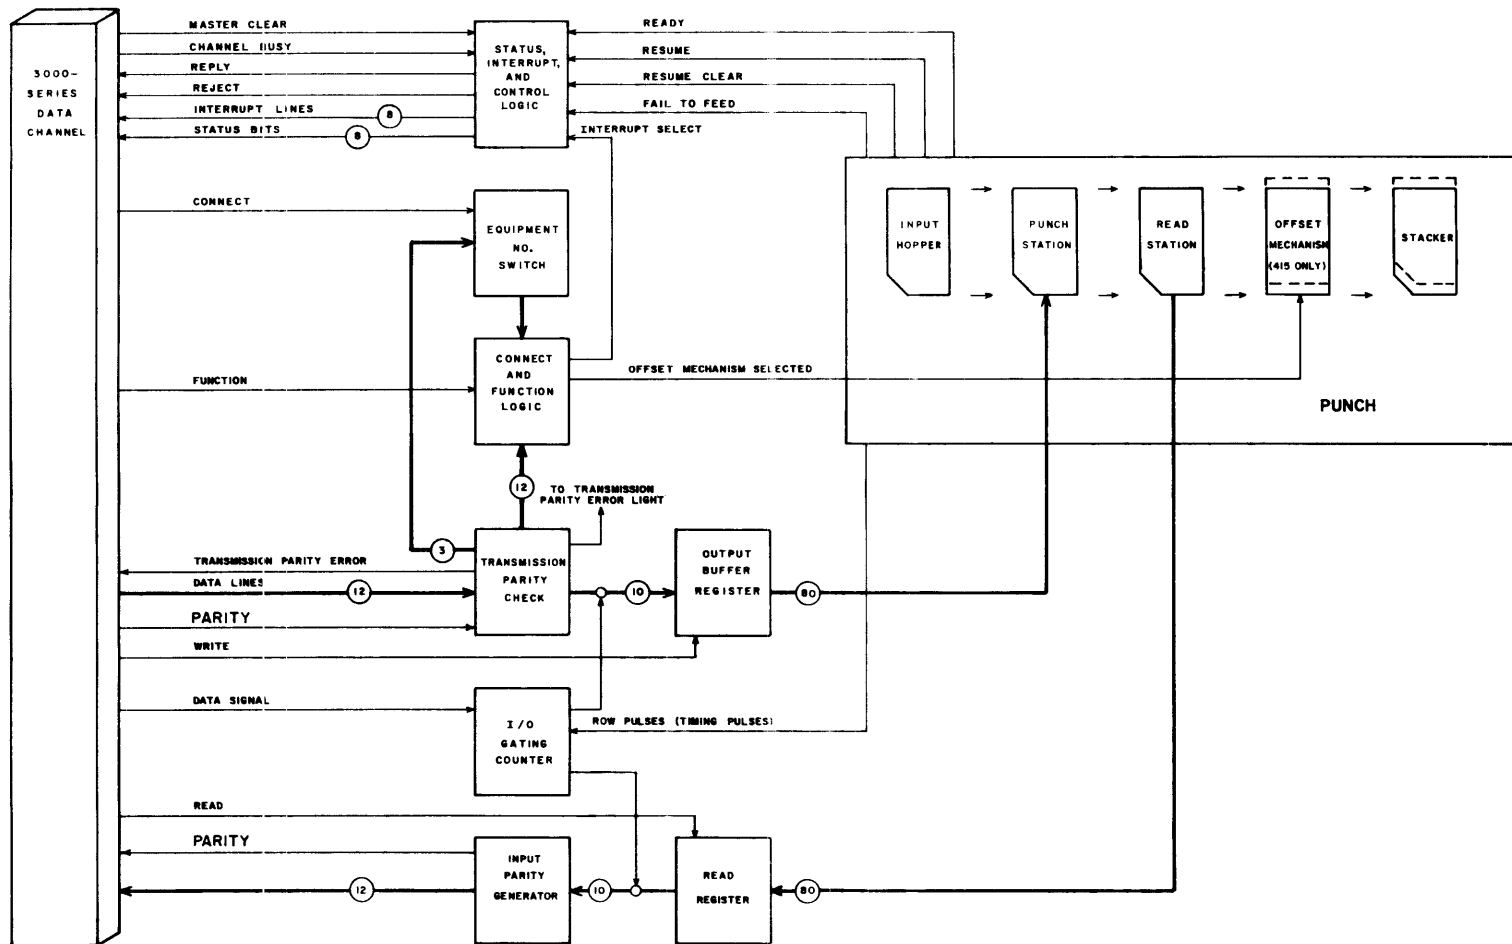 3000-
SERIES
DATA
CHANNEL
MASTER CLEAR
CHANNEL BUSY
REPLY
REJECT
INTERRUPT LINES
8
STATUS BITS
8
STATUS,
INTERRUPT,
AND
CONTROL
LOGIC
READY
RESUME
RESUME CLEAR
FAIL TO FEED
INTERRUPT SELECT
CONNECT
EQUIPMENT
NO.
SWITCH
INPUT
HOPPER
PUNCH
STATION
READ
STATION
OFFSET
MECHANISM
(415 ONLY)
STACKER
FUNCTION
CONNECT
AND
FUNCTION
LOGIC
OFFSET MECHANISM SELECTED
PUNCH
12
TO TRANSMISSION
PARITY ERROR LIGHT
3
TRANSMISSION PARITY ERROR
DATA LINES
12
PARITY
WRITE
TRANSMISSION
PARITY
CHECK
10
OUTPUT
BUFFER
REGISTER
80
DATA SIGNAL
I/O
GATING
COUNTER
ROW PULSES (TIMING PULSES)
READ
PARITY
12
INPUT
PARITY
GENERATOR
10
READ
REGISTER
80